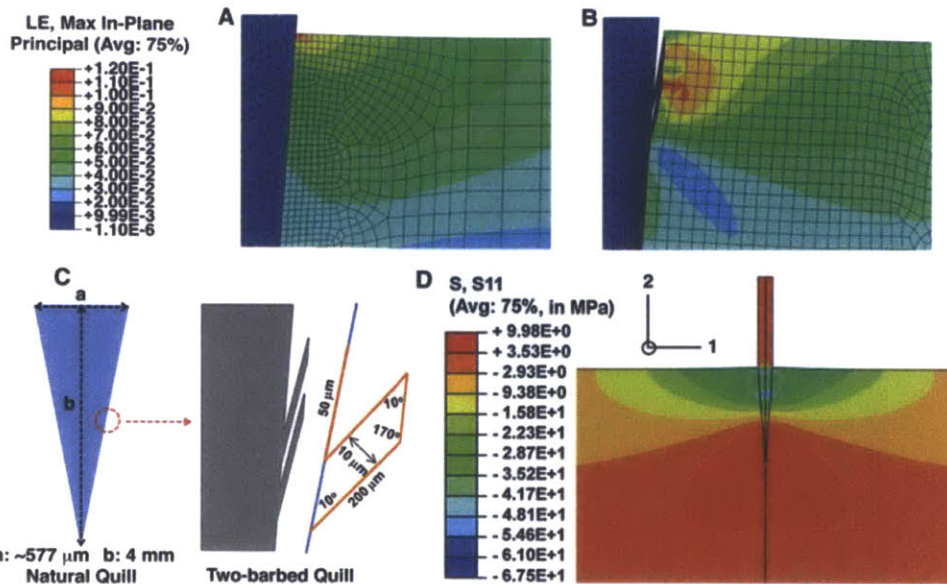 LE, Max In-Plane
Principal (Avg: 75%)
+1.20E-1
+1.10E-1
+1.00E-1
+9.00E-2
+8.00E-2
+7.00E-2
+6.00E-2
+5.00E-2
+4.00E-2
+3.00E-2
+2.00E-2
+9.99E-3
-1.10E-6
A
B
C
a
b
: ~577 μm b: 4 mm
Natural Quill
50 μm
10°
170°
10 μm
200 μm
10°
Two-barbed Quill
D
S, S11
(Avg: 75%, in MPa)
+ 9.98E+0
+ 3.53E+0
- 2.93E+0
- 9.38E+0
- 1.58E+1
- 2.23E+1
- 2.87E+1
- 3.52E+1
- 4.17E+1
- 4.81E+1
- 5.46E+1
- 6.10E+1
- 6.75E+1
2
1